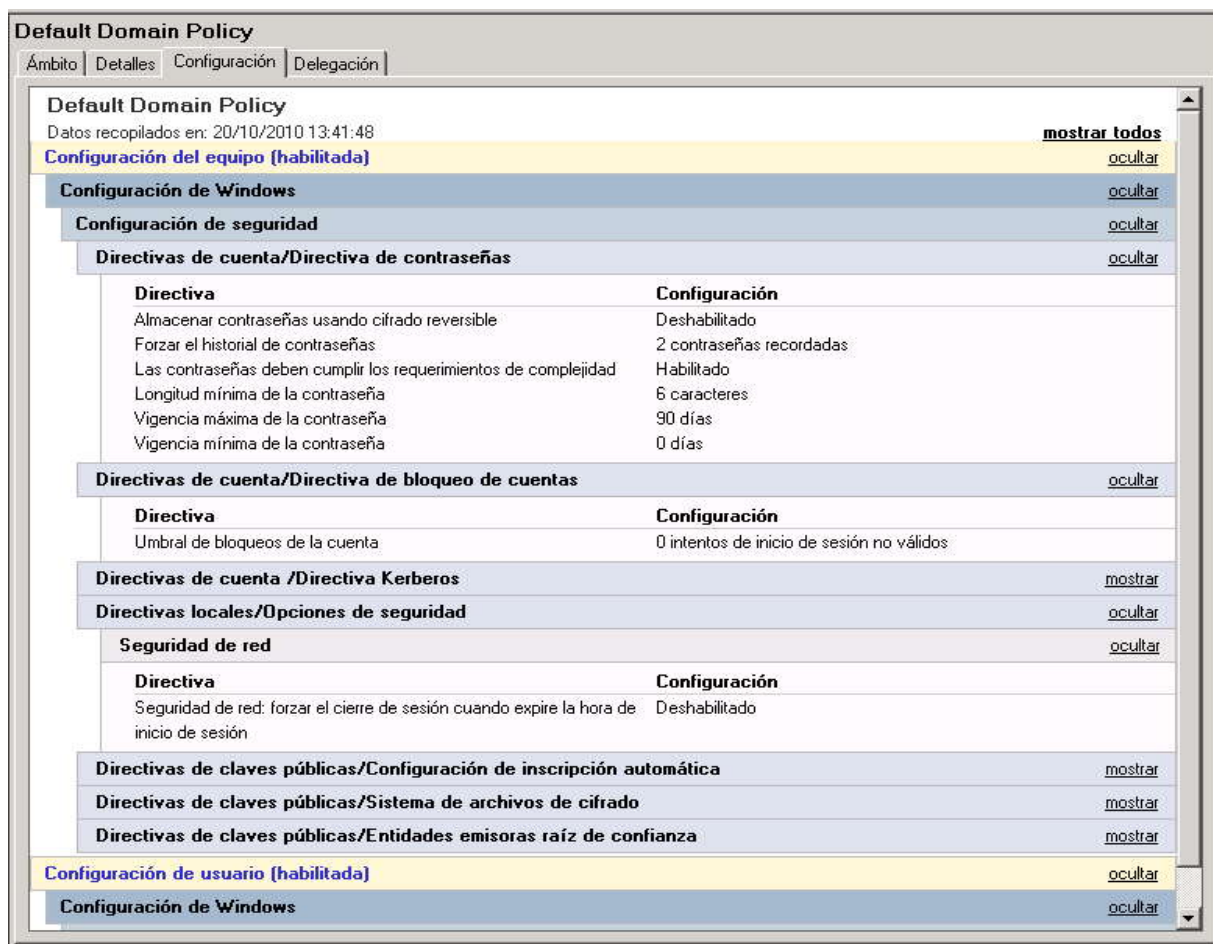 Default Domain Policy
Ámbito Detalles Configuración Delegación
Default Domain Policy
Datos recopilados en: 20/10/2010 13:41:48 mostrar todos
Configuración del equipo (habilitada) ocultar
Configuración de Windows ocultar
Configuración de seguridad ocultar
Directivas de cuenta/Directiva de contraseñas ocultar
Directiva Configuración
Almacenar contraseñas usando cifrado reversible Deshabilitado
Forzar el historial de contraseñas 2 contraseñas recordadas
Las contraseñas deben cumplir los requerimientos de complejidad Habilitado
Longitud mínima de la contraseña 6 caracteres
Vigencia máxima de la contraseña 90 días
Vigencia mínima de la contraseña 0 días
Directivas de cuenta/Directiva de bloqueo de cuentas ocultar
Directiva Configuración
Umbral de bloqueos de la cuenta 0 intentos de inicio de sesión no válidos
Directivas de cuenta /Directiva Kerberos mostrar
Directivas locales/Opciones de seguridad ocultar
Seguridad de red ocultar
Directiva Configuración
Seguridad de red: forzar el cierre de sesión cuando expire la hora de Deshabilitado
inicio de sesión
Directivas de claves públicas/Configuración de inscripción automática mostrar
Directivas de claves públicas/Sistema de archivos de cifrado mostrar
Directivas de claves públicas/Entidades emisoras raíz de confianza mostrar
Configuración de usuario (habilitada) ocultar
Configuración de Windows ocultar